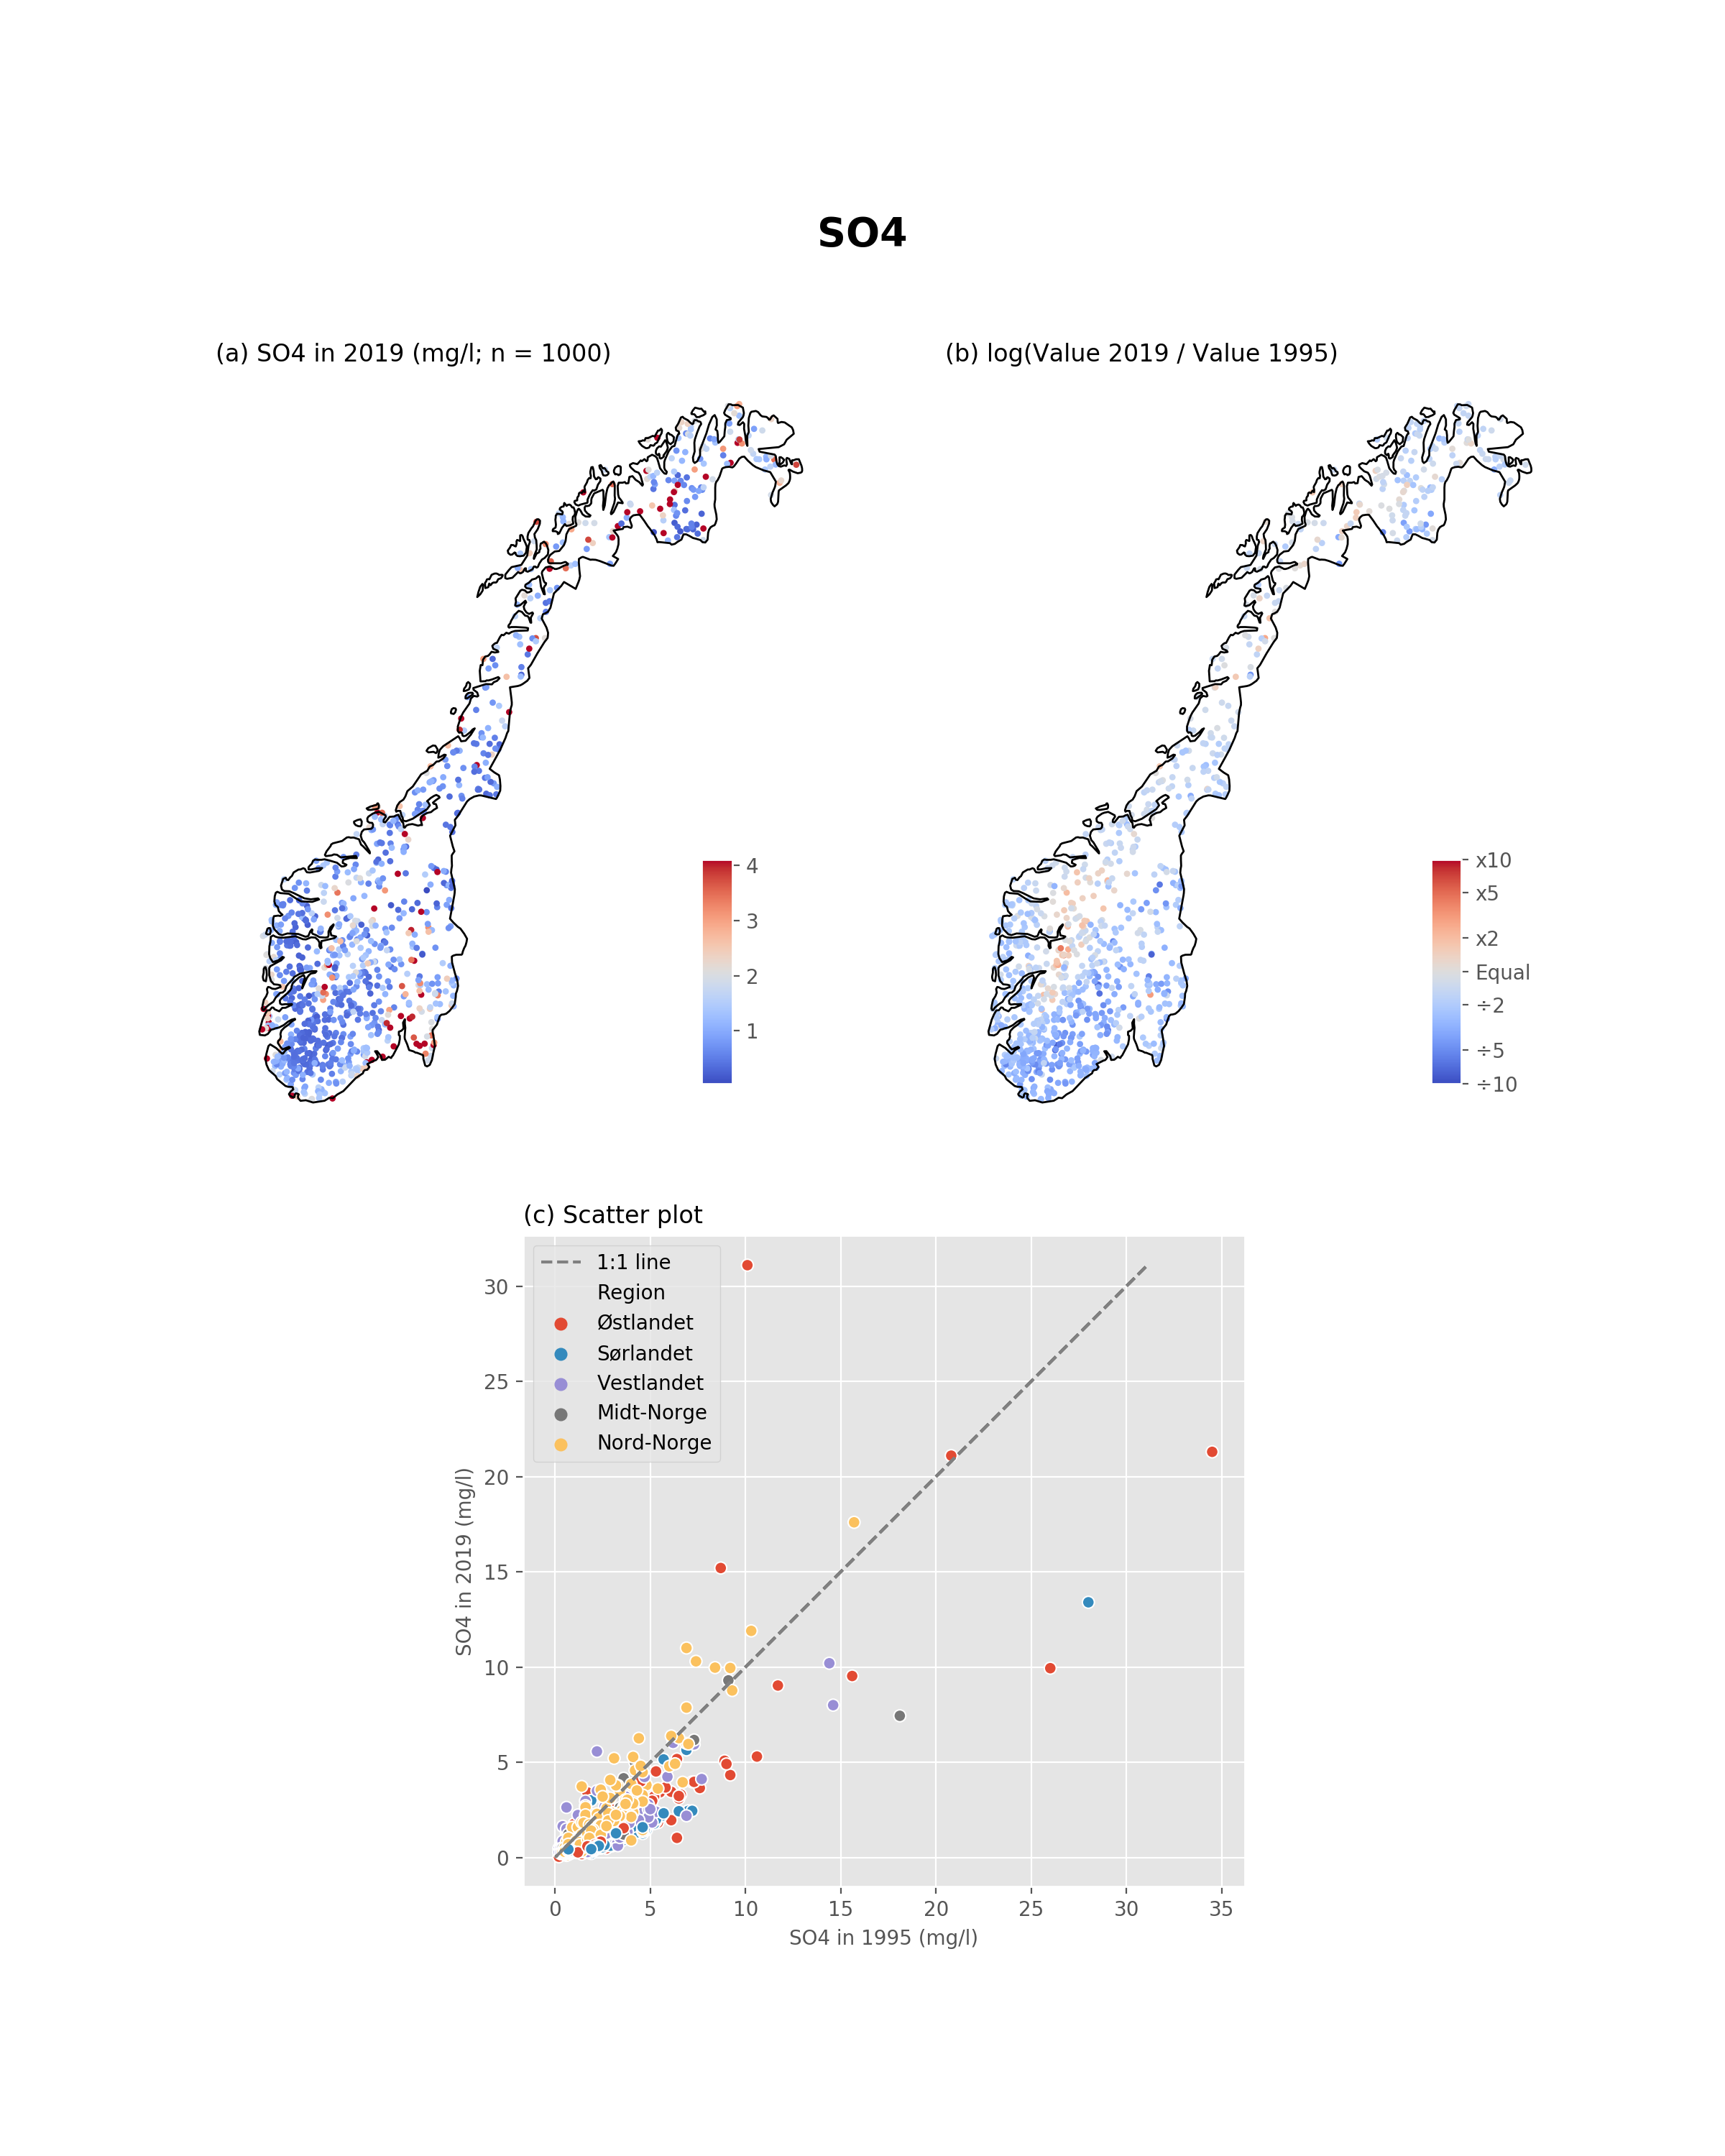 SO4
(a) SO4 in 2019 (mg/l; n = 1000)
4
3
2
1
(b) log(Value 2019 / Value 1995)
x10
x5
x2
Equal
÷2
÷5
÷10
(c) Scatter plot
1:1 line
Region
Østlandet
Sørlandet
Vestlandet
Midt-Norge
Nord-Norge
SO4 in 2019 (mg/l)
30
25
20
15
10
5
0
0 5 10 15 20 25 30 35
SO4 in 1995 (mg/l)